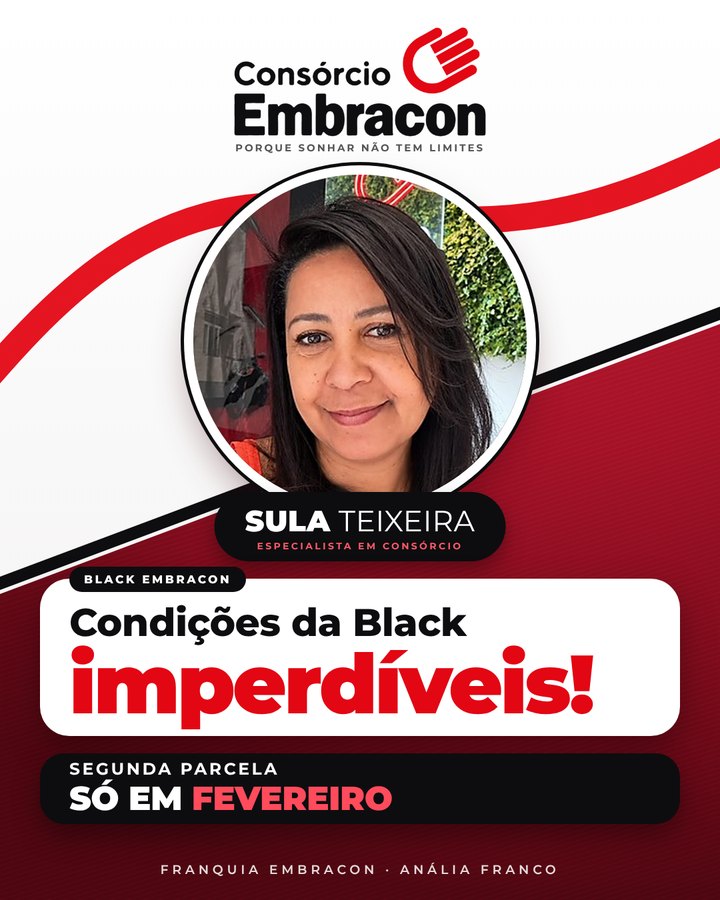 Consórcio
Embracon
PORQUE SONHAR NÃO TEM LIMITES
SULA TEIXEIRA
ESPECIALISTA EM CONSÓRCIO
BLACK EMBRACON
Condições da Black
imperdíveis!
SEGUNDA PARCELA
SÓ EM FEVEREIRO
FRANQUIA EMBRACON · ANÁLIA FRANCO